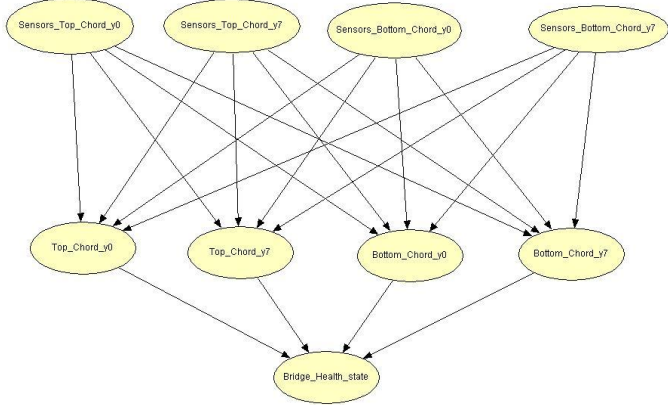 Sensors_Top_Chord_y0
Sensors_Top_Chord_y7
Sensors_Bottom_Chord_y0
Sensors_Bottom_Chord_y7
Top_Chord_y0
Top_Chord_y7
Bottom_Chord_y0
Bottom_Chord_y7
Bridge_Health_state